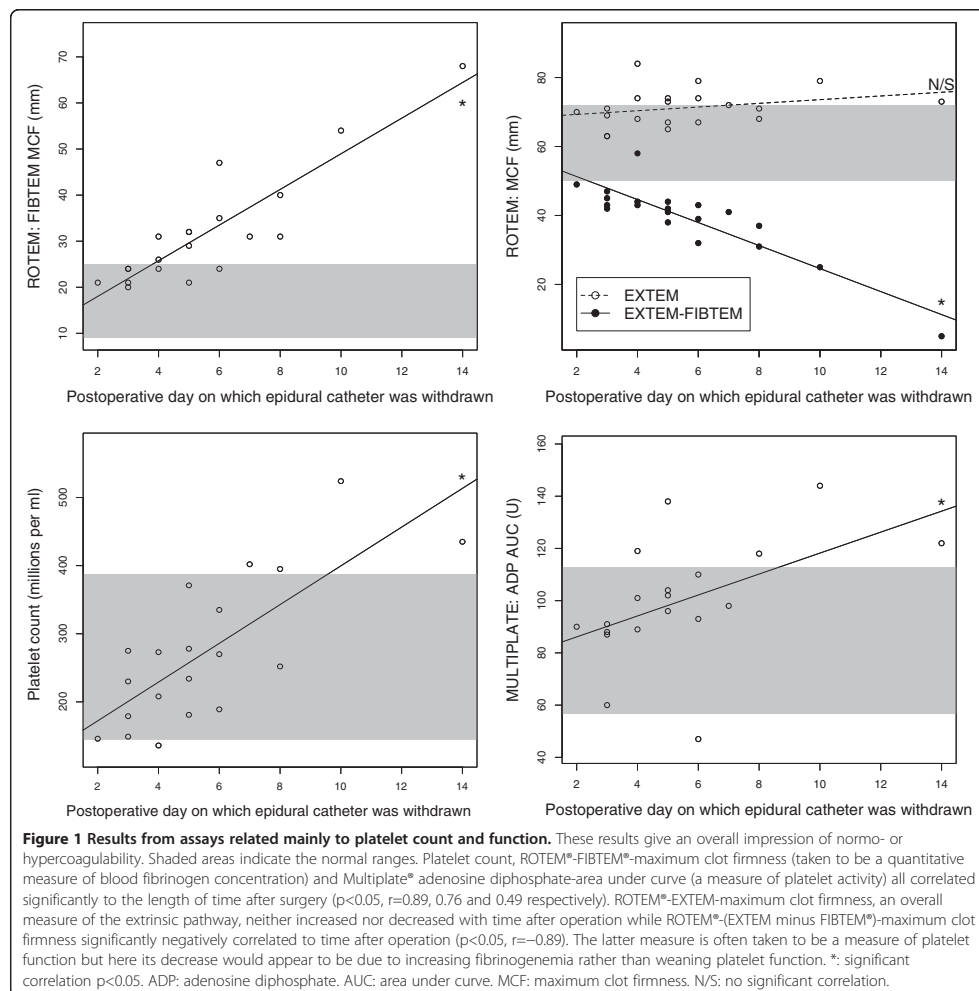 ROTEM: FIBTEM MCF (mm)
70
60
50
40
30
20
10
*
2 4 6 8 10 12 14
Postoperative day on which epidural catheter was withdrawn
ROTEM: MCF (mm)
80
60
40
20
N/S
*
EXTEM
EXTEM-FIBTEM
2 4 6 8 10 12 14
Postoperative day on which epidural catheter was withdrawn
Platelet count (millions per ml)
500
400
300
200
*
2 4 6 8 10 12 14
Postoperative day on which epidural catheter was withdrawn
MULTIPLATE: ADP AUC (U)
160
140
120
100
80
60
40
*
2 4 6 8 10 12 14
Postoperative day on which epidural catheter was withdrawn
Figure 1 Results from assays related mainly to platelet count and function. These results give an overall impression of normo- or
hypercoagulability. Shaded areas indicate the normal ranges. Platelet count, ROTEM®-FIBTEM®-maximum clot firmness (taken to be a quantitative
measure of blood fibrinogen concentration) and Multiplate® adenosine diphosphate-area under curve (a measure of platelet activity) all correlated
significantly to the length of time after surgery (p<0.05, r=0.89, 0.76 and 0.49 respectively). ROTEM®-EXTEM-maximum clot firmness, an overall
measure of the extrinsic pathway, neither increased nor decreased with time after operation while ROTEM®-(EXTEM minus FIBTEM®)-maximum clot
firmness significantly negatively correlated to time after operation (p<0.05, r=−0.89). The latter measure is often taken to be a measure of platelet
function but here its decrease would appear to be due to increasing fibrinogenemia rather than weaning platelet function. *: significant
correlation p<0.05. ADP: adenosine diphosphate. AUC: area under curve. MCF: maximum clot firmness. N/S: no significant correlation.